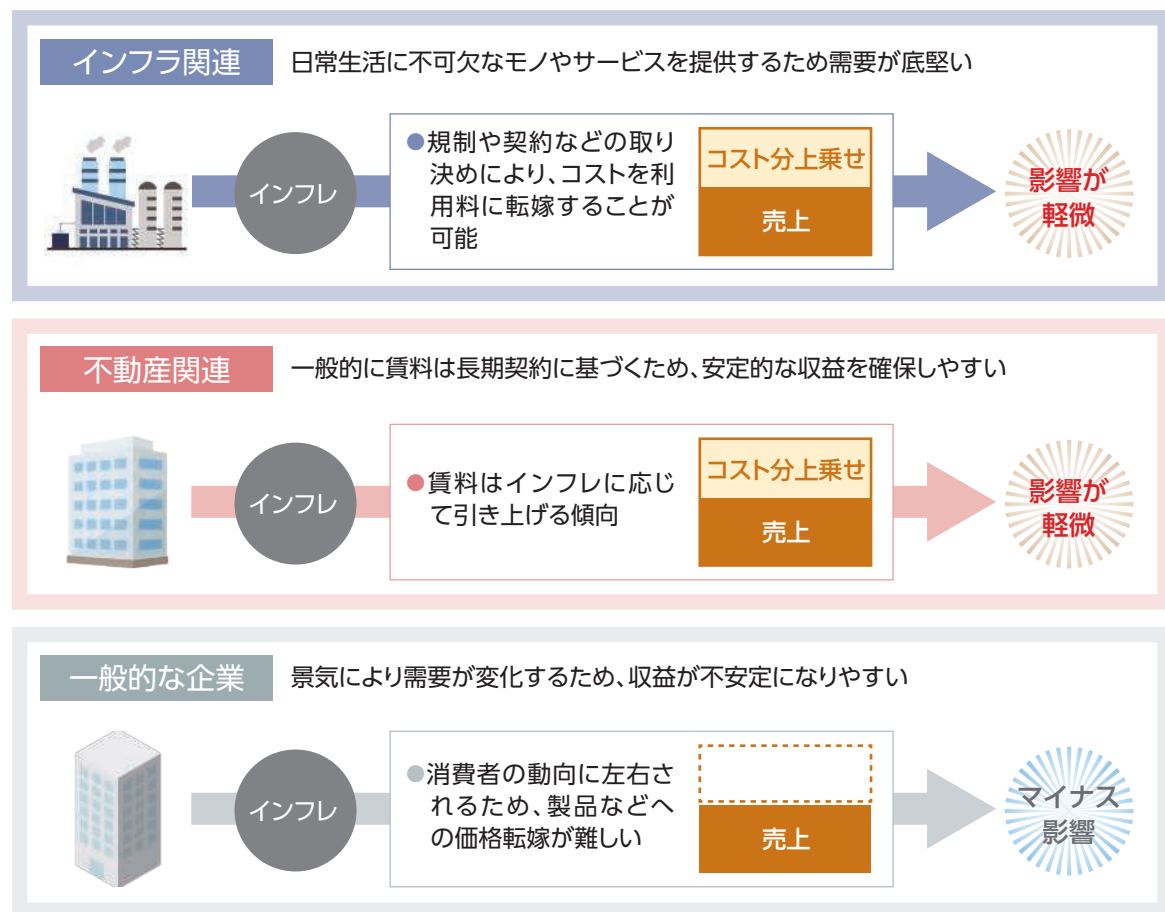 インフラ関連
日常生活に不可欠なモノやサービスを提供するため需要が底堅い
インフレ
●規制や契約などの取り
決めにより、コストを利
用料に転嫁することが
可能
コスト分上乗せ
売上
影響が
軽微
不動産関連
一般的に賃料は長期契約に基づくため、安定的な収益を確保しやすい
インフレ
●賃料はインフレに応じ
て引き上げる傾向
コスト分上乗せ
売上
影響が
軽微
一般的な企業
景気により需要が変化するため、収益が不安定になりやすい
インフレ
●消費者の動向に左右さ
れるため、製品などへ
の価格転嫁が難しい
売上
マイナス
影響